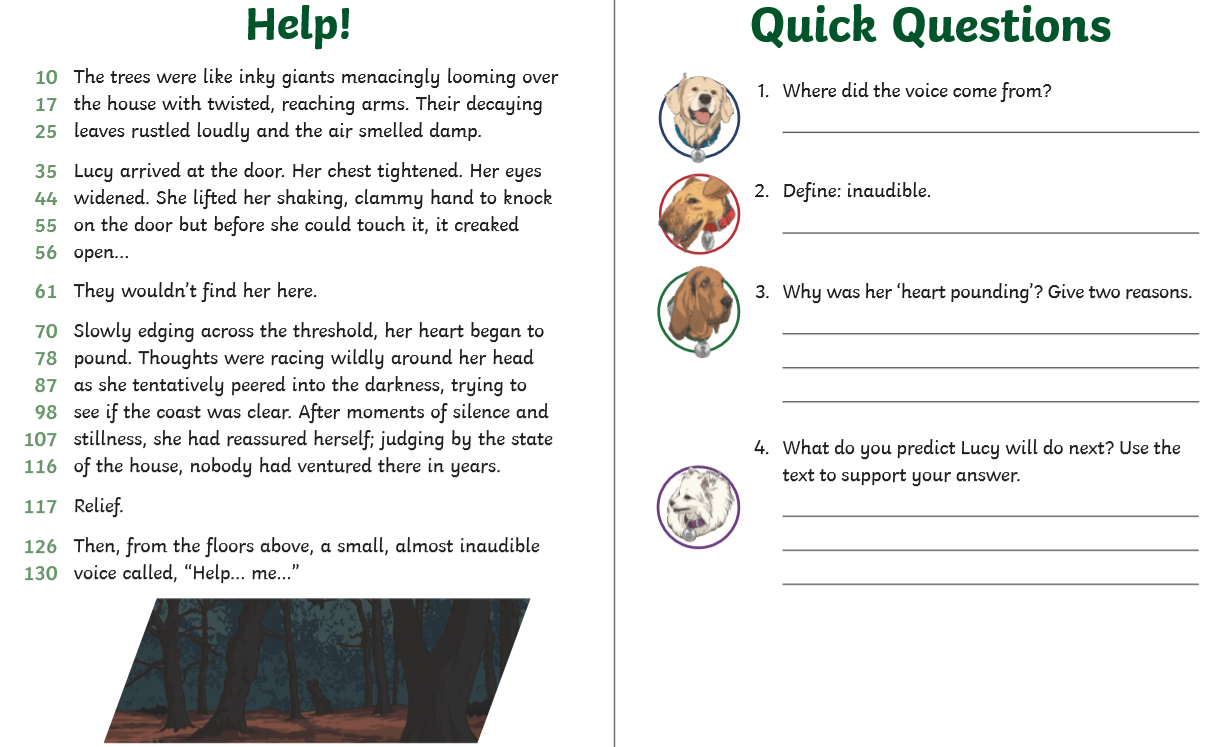 Help!
10 The trees were like inky giants menacingly looming over
17 the house with twisted, reaching arms. Their decaying
25 leaves rustled loudly and the air smelled damp.
35 Lucy arrived at the door. Her chest tightened. Her eyes
44 widened. She lifted her shaking, clammy hand to knock
55 on the door but before she could touch it, it creaked
56 open...
61 They wouldn't find her here.
70 Slowly edging across the threshold, her heart began to
78 pound. Thoughts were racing wildly around her head
87 as she tentatively peered into the darkness, trying to
98 see if the coast was clear. After moments of silence and
107 stillness, she had reassured herself; judging by the state
116 of the house, nobody had ventured there in years.
117 Relief.
126 Then, from the floors above, a small, almost inaudible
130 voice called, “Help... me...”
Quick Questions
1. Where did the voice come from?
2. Define: inaudible.
3. Why was her ‘heart pounding’? Give two reasons.
4. What do you predict Lucy will do next? Use the
text to support your answer.